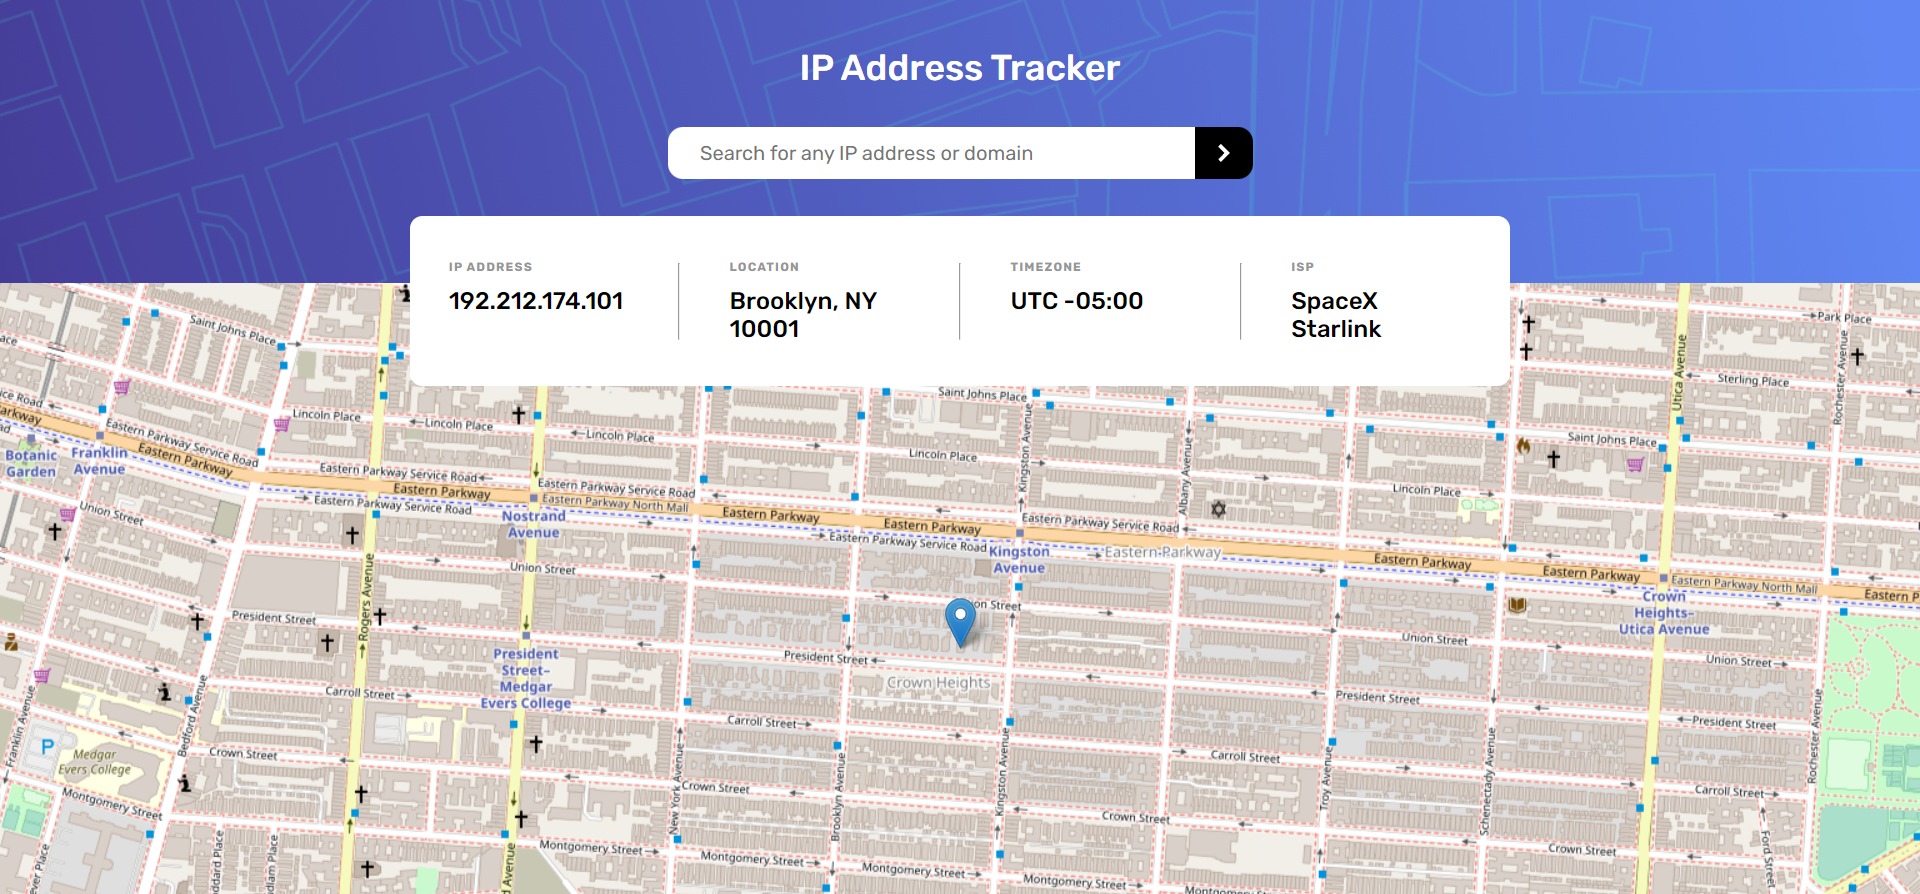 IP Address Tracker
Search for any IP address or domain
IP ADDRESS
192.212.174.101
LOCATION
Brooklyn, NY
10001
TIMEZONE
UTC -05:00
ISP
SpaceX
Starlink
Saint Johns Place
Park Place
Sterling Place
Rochester Avenue
Utica Avenue
Saint Johns Place
Kingston Avenue
Lincoln Place
Lincoln Place
Lincoln Place
Saint Johns Place
Eastern Parkway Service Road
Botanic
Garden
Franklin
Avenue
Eastern Parkway
Lincoln Place
Albany Avenue
Eastern Parkway Service Road
Eastern Parkway
Eastern Parkway Service Road
Eastern Parkway Service Road
Eastern Parkway North Mall
Lincoln Place
Union Street
Nostrand
Avenue
Eastern Parkway
Eastern Parkway
Eastern Parkway Service Road
Eastern Parkway Service Road
Kingston
Avenue
Eastern Parkway
Eastern Parkway
Eastern Parkway
Eastern Parkway North Mall
Eastern P
Crown
Heights–
Utica Avenue
Union Street
on Street
Rogers Avenue
President Street
Union Street
Union Street
President
Street–
Medgar
Evers College
President Street
Crown Heights
Carroll Street
President Street
President Street
Franklin Avenue
Bedford Avenue
Carroll Street
Rochester Avenue
P
Medgar
Evers College
Crown Street
New York Avenue
Brooklyn Avenue
Kingston Avenue
Carroll Street
Troy Avenue
Schenectady Avenue
Carroll Street
Montgomery Street
Crown Street
Crown Street
Crown Street
Ford Street
Montgomery Street
Montgomery Street
Montgomery Street
Montgomery Street
Montgomery Street
d Avenue